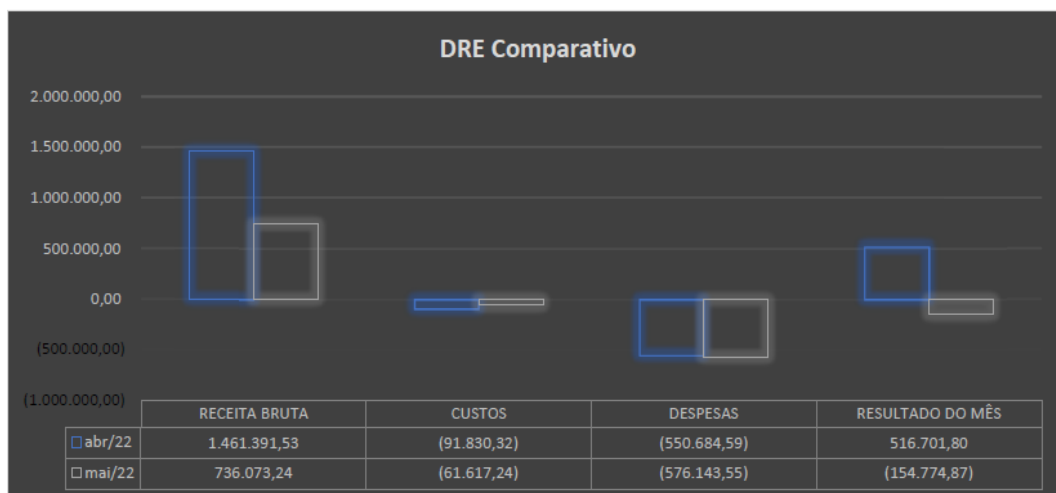 DRE Comparativo
2.000.000,00
1.500.000,00
1.000.000,00
500.000,00
0,00
(500.000,00)
(1.000.000,00)
RECEITA BRUTA CUSTOS DESPESAS RESULTADO DO MÊS
abr/22 1.461.391,53 (91.830,32) (550.684,59) 516.701,80
mai/22 736.073,24 (61.617,24) (576.143,55) (154.774,87)